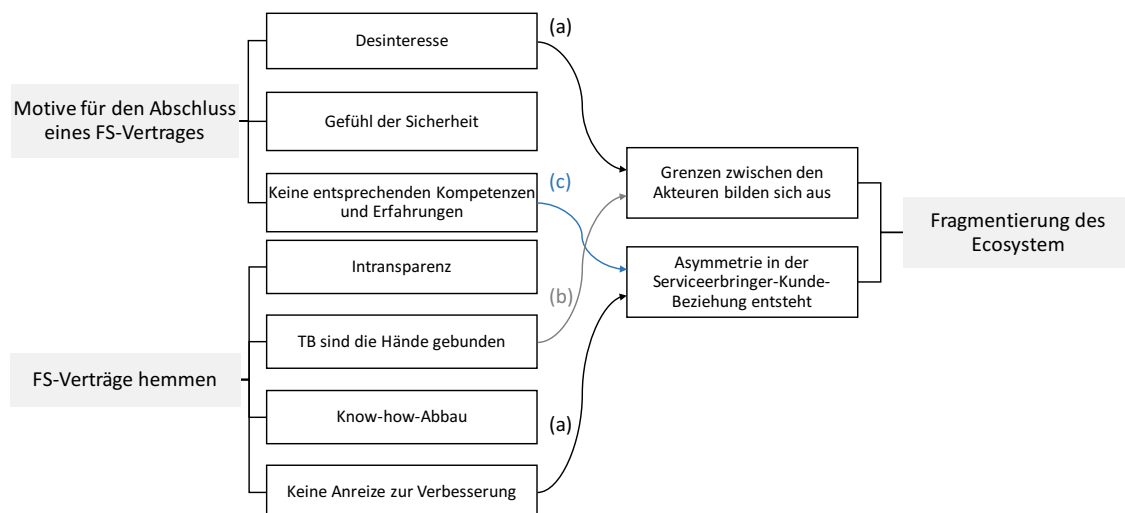 Motive für den Abschluss
eines FS-Vertrages
Desinteresse
Gefühl der Sicherheit
Keine entsprechenden Kompetenzen
und Erfahrungen
FS-Verträge hemmen
Intransparenz
TB sind die Hände gebunden
Know-how-Abbau
Keine Anreize zur Verbesserung
(a)
(c)
(b)
(a)
Grenzen zwischen den
Akteuren bilden sich aus
Asymmetrie in der
Serviceerbringer-Kunde-
Beziehung entsteht
Fragmentierung des
Ecosystem